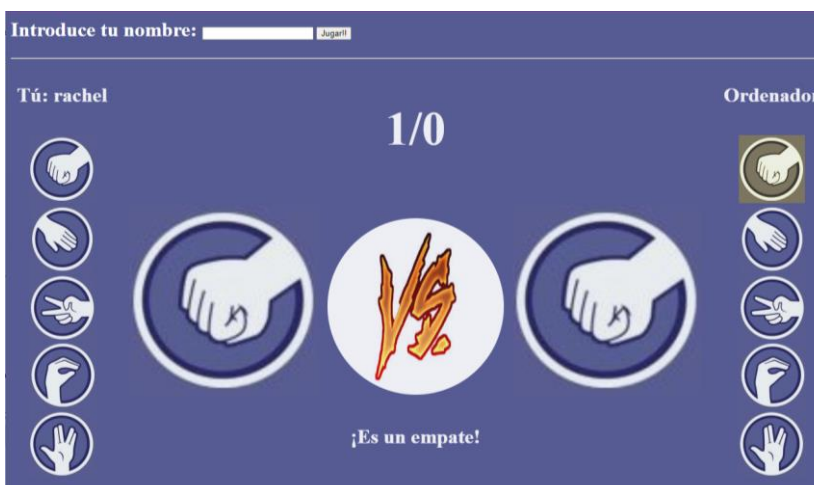 Introduce tu nombre: Jugar!!
Tú: rachel
Ordenador
1/0
VS.
¡Es un empate!